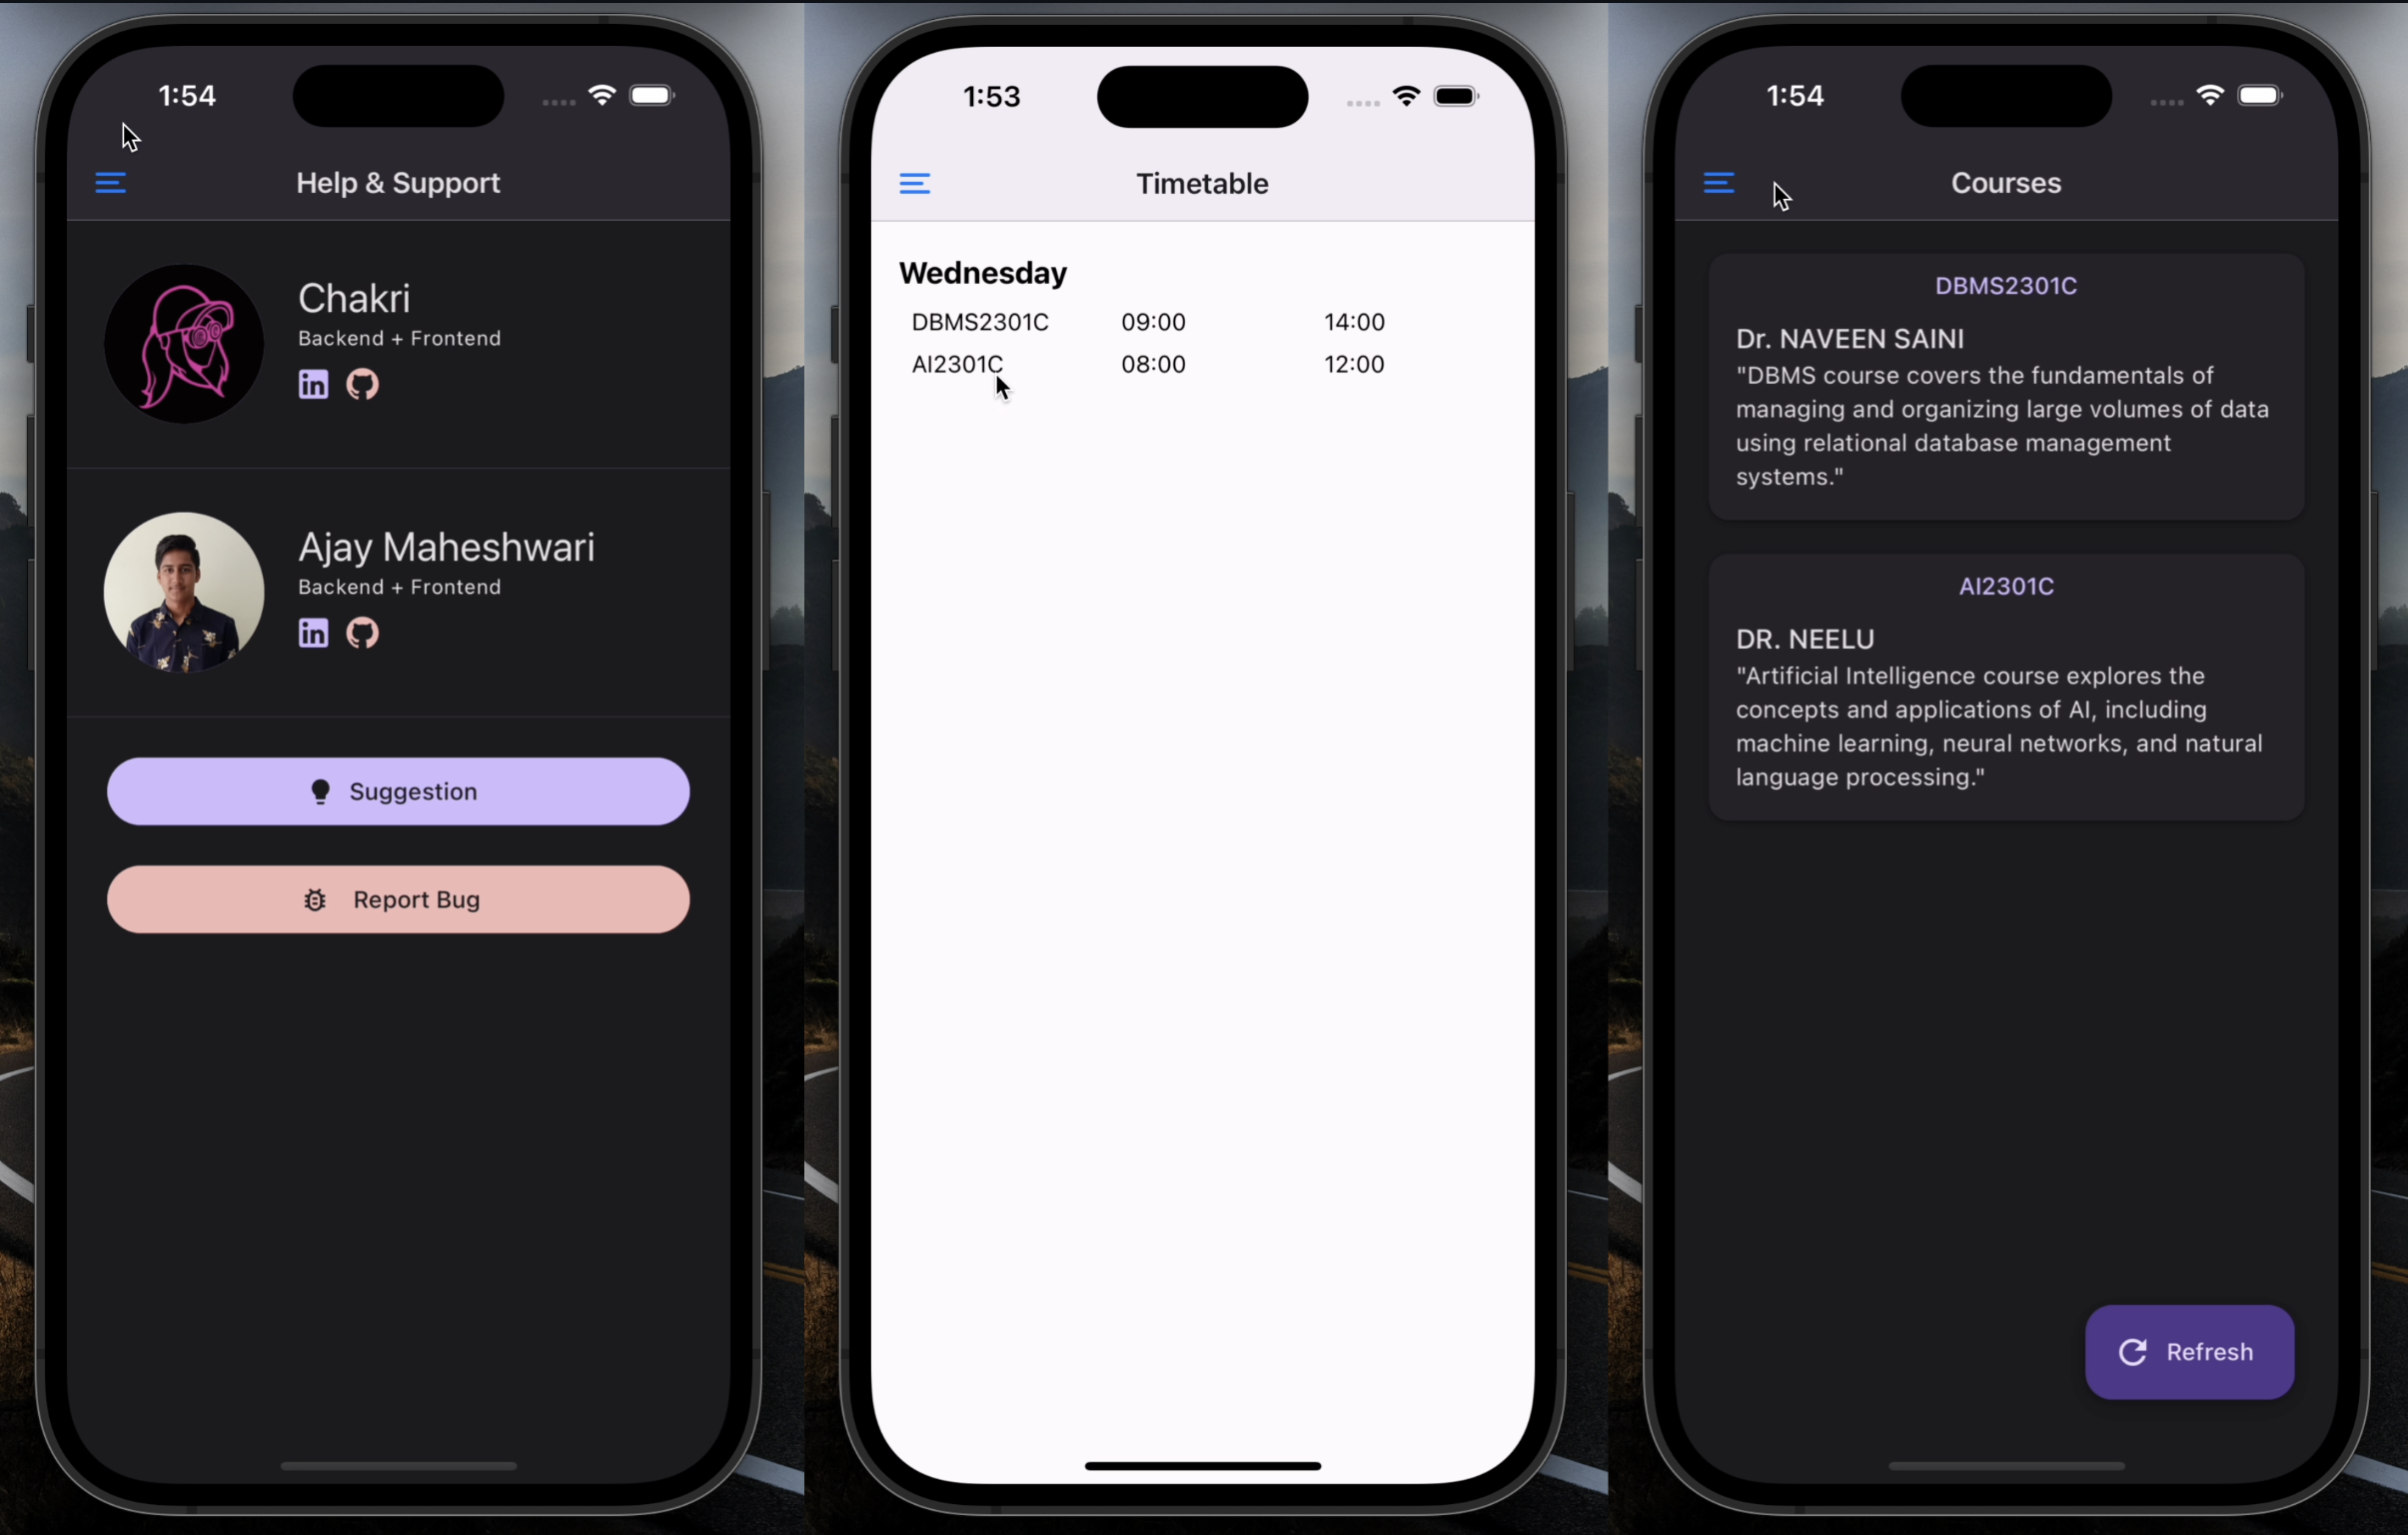 1:54
Help & Support
Chakri
Backend + Frontend
in
Ajay Maheshwari
Backend + Frontend
in
Suggestion
Report Bug
1:53
Timetable
Wednesday
DBMS2301C 09:00 14:00
AI2301C 08:00 12:00
1:54
Courses
DBMS2301C
Dr. NAVEEN SAINI
"DBMS course covers the fundamentals of
managing and organizing large volumes of data
using relational database management
systems."
AI2301C
DR. NEELU
"Artificial Intelligence course explores the
concepts and applications of AI, including
machine learning, neural networks, and natural
language processing."
Refresh